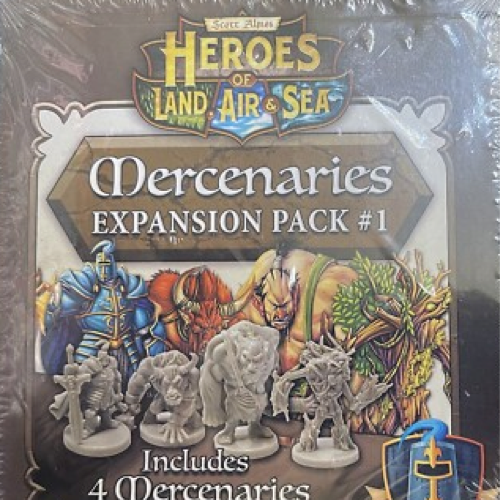 Scott Almes
HEROES
OF
LAND AIR & SEA
Mercenaries
EXPANSION PACK #1
Includes
4 Mercenaries